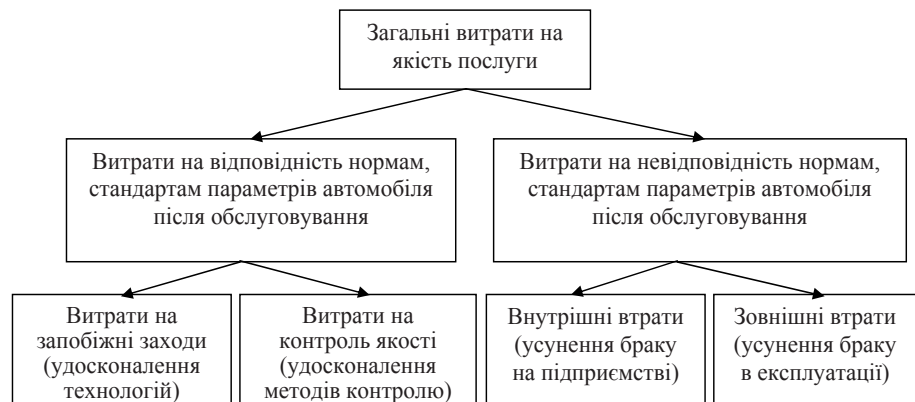 Загальні витрати на
якість послуги
Витрати на відповідність нормам,
стандартам параметрів автомобіля
після обслуговування
Витрати на невідповідність нормам,
стандартам параметрів автомобіля
після обслуговування
Витрати на
запобіжні заходи
(удосконалення
технологій)
Витрати на
контроль якості
(удосконалення
методів контролю)
Внутрішні втрати
(усунення браку
на підприємстві)
Зовнішні втрати
(усунення браку
в експлуатації)